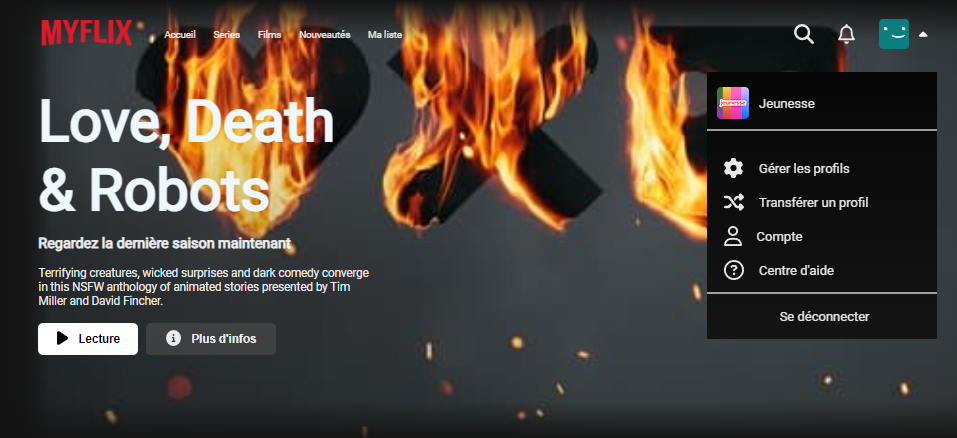 MYFLIX
Accueil Series Films Nouveautés Ma liste
Love, Death
& Robots
Regardez la dernière saison maintenant
Terrifying creatures, wicked surprises and dark comedy converge
in this NSFW anthology of animated stories presented by Tim
Miller and David Fincher.
Lecture Plus d'infos
Jeunesse Jeunesse
Gérer les profils
Transférer un profil
Compte
Centre d'aide
Se déconnecter